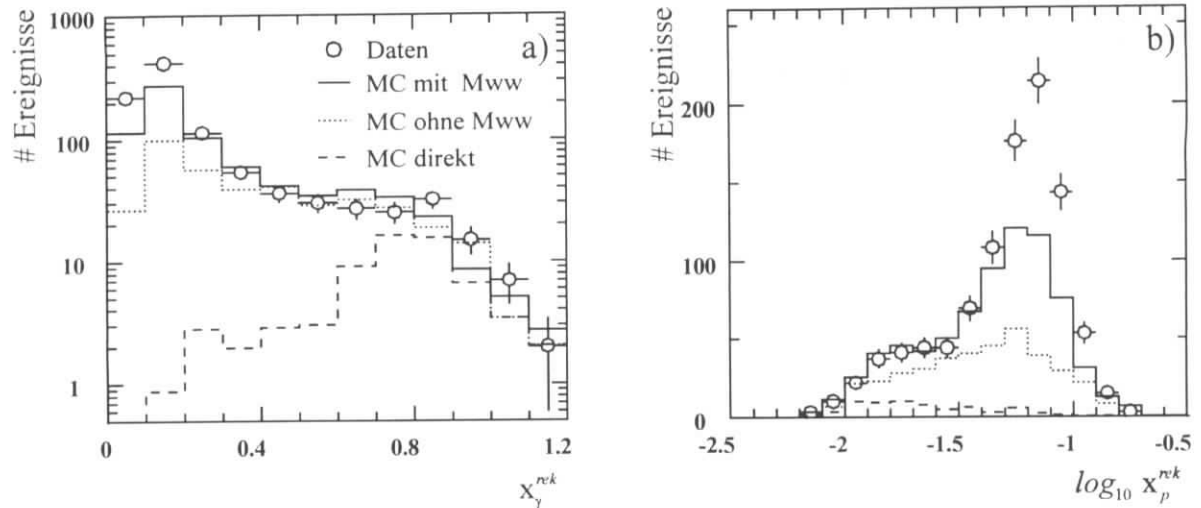 # Ereignisse
1000
100
10
1
0
0.4
0.8
1.2
x_γ^rek
a)
Daten
MC mit Mww
MC ohne Mww
MC direkt
# Ereignisse
200
100
0
-2.5
-2
-1.5
-1
-0.5
log₁₀ x_p^rek
b)